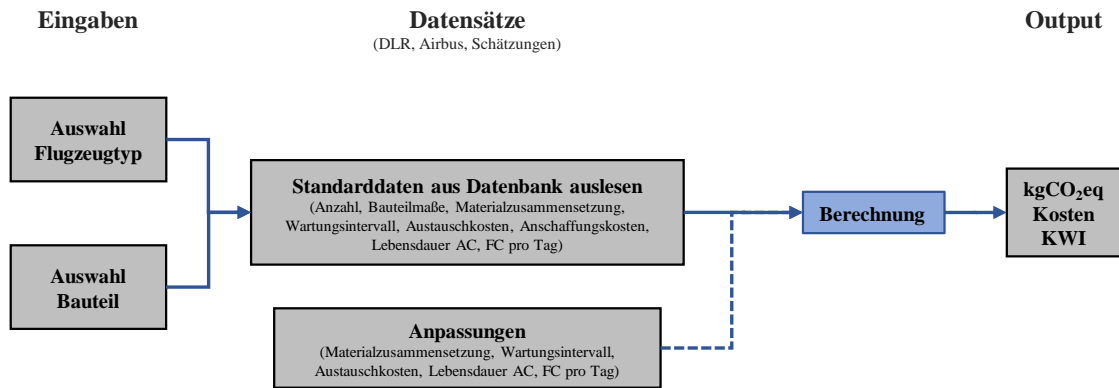 Eingaben
Datensätze
(DLR, Airbus, Schätzungen)
Output
Auswahl
Flugzeugtyp
Standarddaten aus Datenbank auslesen
(Anzahl, Bauteilmaße, Materialzusammensetzung,
Wartungsintervall, Austauschkosten, Anschaffungskosten,
Lebensdauer AC, FC pro Tag)
Berechnung
kgCO₂eq
Kosten
KWI
Auswahl
Bauteil
Anpassungen
(Materialzusammensetzung, Wartungsintervall,
Austauschkosten, Lebensdauer AC, FC pro Tag)